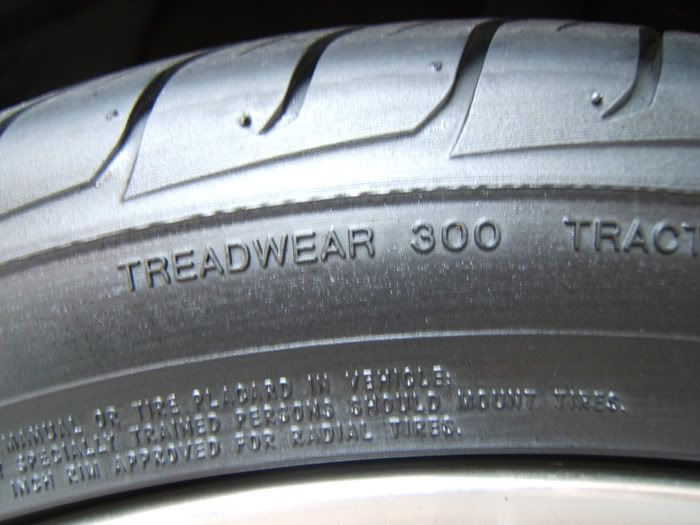 TREADWEAR 300 TRACT
MANUAL OR TIRE PLACARD IN VEHICLE.
SPECIALLY TRAINED PERSONS SHOULD MOUNT TIRES.
INCH RIM APPROVED FOR RADIAL TIRES.